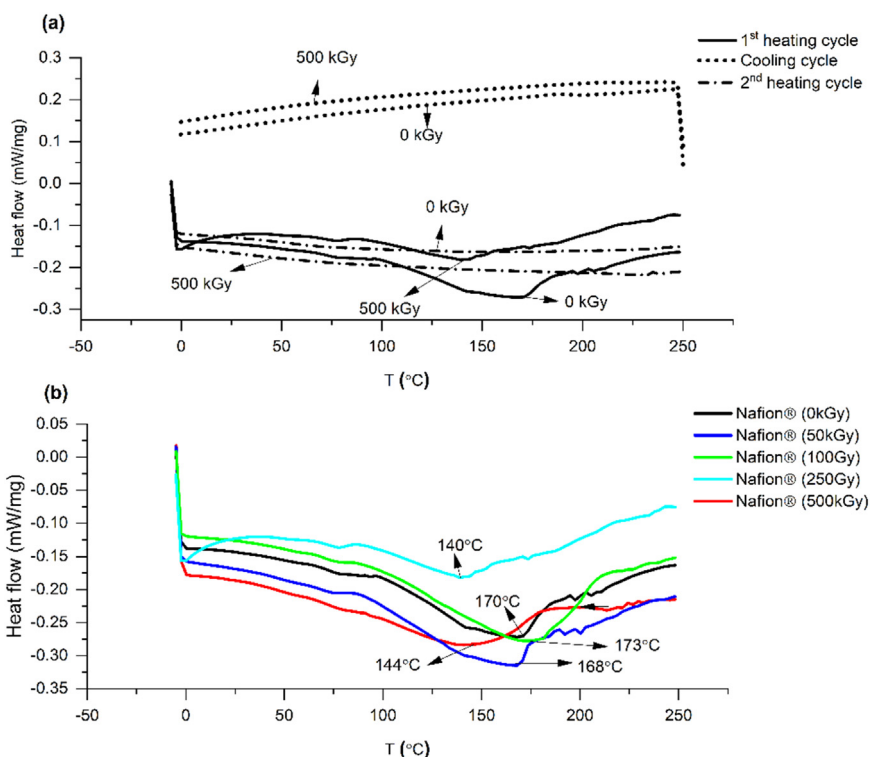 (a)
0.3
0.2
0.1
0.0
-0.1
-0.2
-0.3
Heat flow (mW/mg)
500 kGy
0 kGy
0 kGy
500 kGy
500 kGy
0 kGy
1st heating cycle
Cooling cycle
2nd heating cycle
-50
0
50
100
150
200
250
T (°C)
(b)
0.05
0.00
-0.05
-0.10
-0.15
-0.20
-0.25
-0.30
-0.35
Heat flow (mW/mg)
140°C
170°C
173°C
144°C
168°C
Nafion® (0kGy)
Nafion® (50kGy)
Nafion® (100Gy)
Nafion® (250Gy)
Nafion® (500kGy)
-50
0
50
100
150
200
250
T (°C)